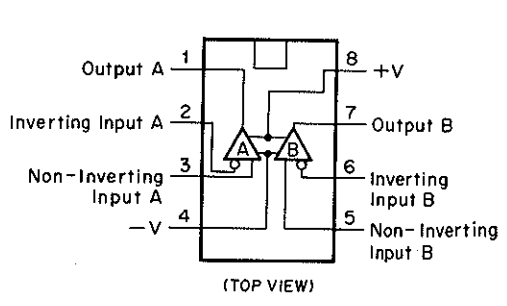 1
Output A
8
+V
2
Inverting Input A
7
Output B
A
B
3
Non-Inverting
Input A
6
Inverting
Input B
4
-V
5
Non-Inverting
Input B
(TOP VIEW)